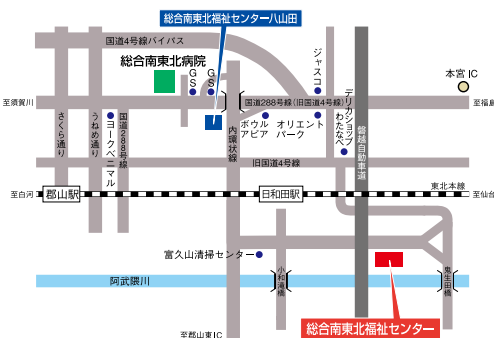 総合南東北福祉センター八山田
国道4号線バイパス
総合南東北病院
GS
GS
ジャスコ
本宮IC
至須賀川
国道288号線(旧国道4号線)
至福島
さくら通り
うねめ通り
ヨークベニマル
国道288号線
内環状線
ボウル
アピア
オリエント
パーク
デリカショップ
わたなべ
磐越自動車道
旧国道4号線
東北本線
至白河
郡山駅
日和田駅
至仙台
富久山清掃センター
阿武隈川
小和滝橋
鬼生田橋
総合南東北福祉センター
至郡山東IC